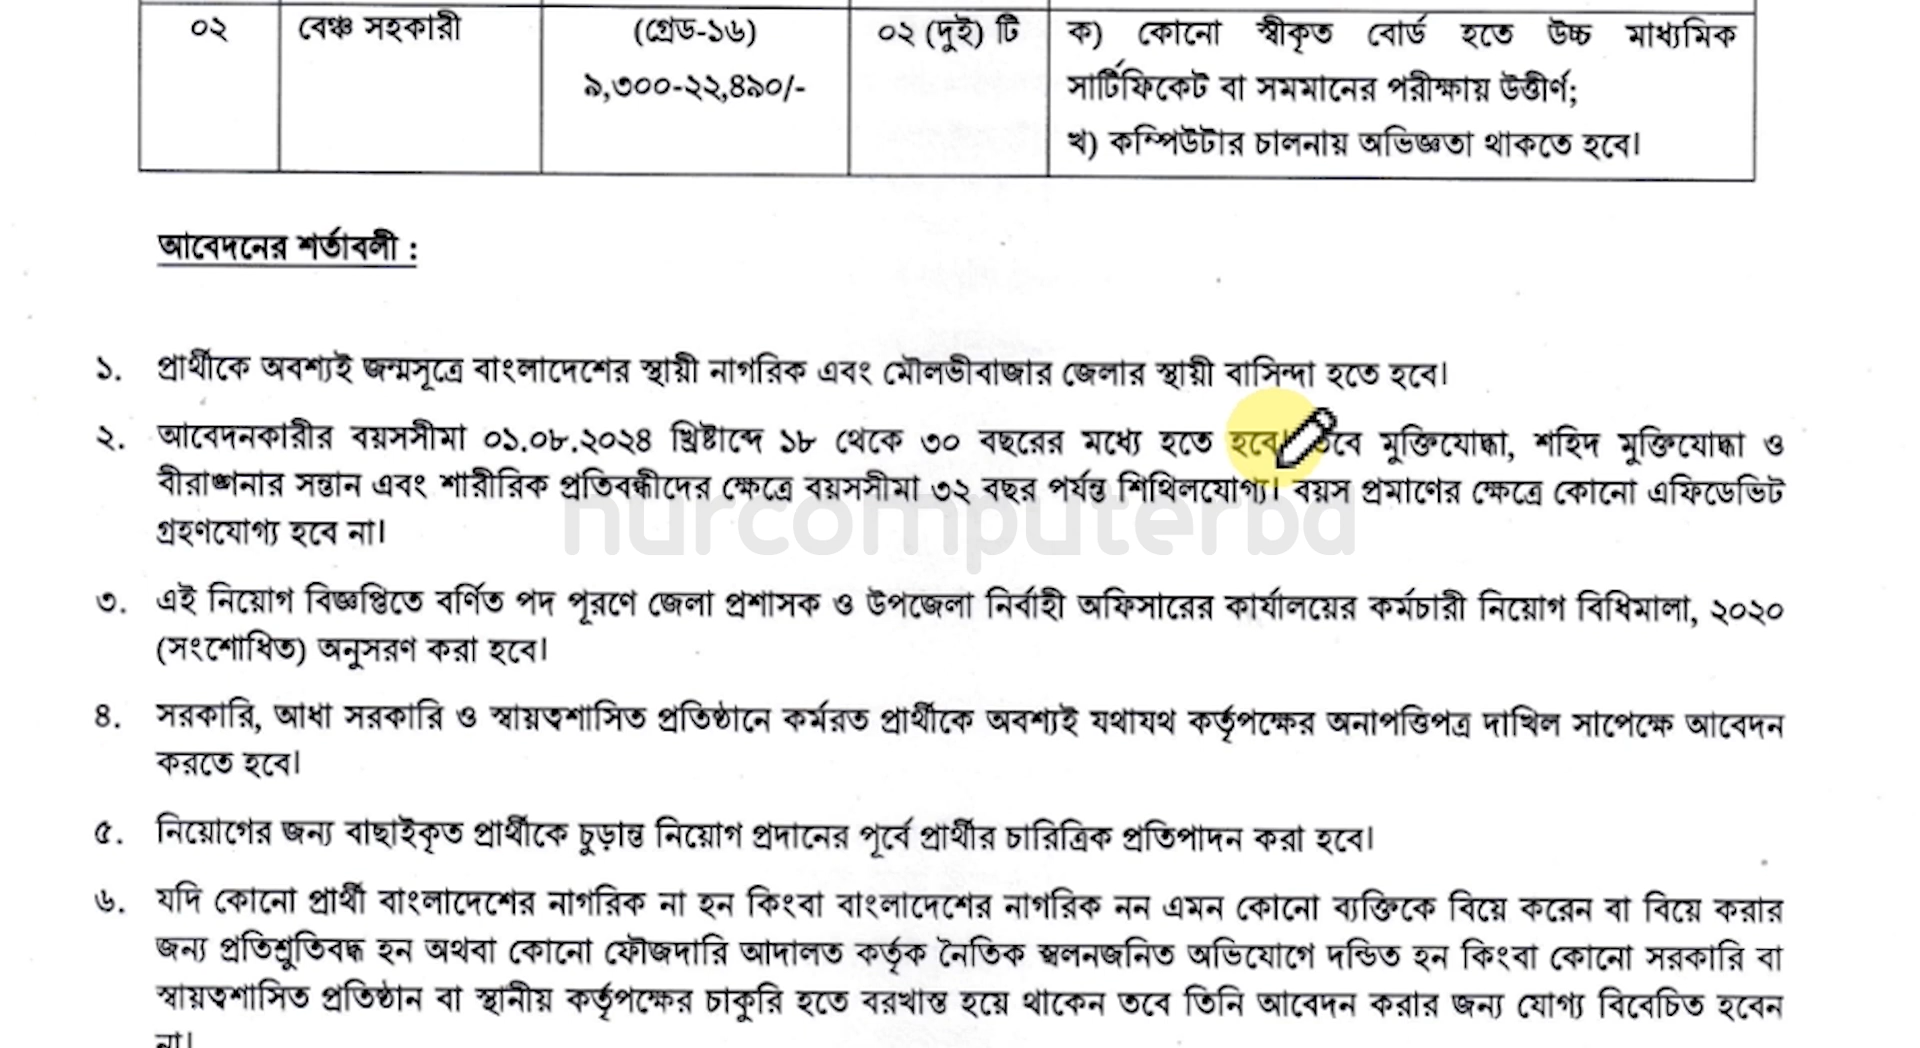 ০২ বেঞ্চ সহকারী (গ্রেড-১৬) ০২ (দুই) টি ক) কোনো স্বীকৃত বোর্ড হতে উচ্চ মাধ্যমিক
৯,৩০০-২২,৪৯০/- সার্টিফিকেট বা সমমানের পরীক্ষায় উত্তীর্ণ;
খ) কম্পিউটার চালনায় অভিজ্ঞতা থাকতে হবে।
আবেদনের শর্তাবলী :
১. প্রার্থীকে অবশ্যই জন্মসূত্রে বাংলাদেশের স্থায়ী নাগরিক এবং মৌলভীবাজার জেলার স্থায়ী বাসিন্দা হতে হবে।
২. আবেদনকারীর বয়সসীমা ০১.০৮.২০২৪ খ্রিষ্টাব্দে ১৮ থেকে ৩০ বছরের মধ্যে হতে হবে। তবে মুক্তিযোদ্ধা, শহিদ মুক্তিযোদ্ধা ও
বীরাঙ্গনার সন্তান এবং শারীরিক প্রতিবন্ধীদের ক্ষেত্রে বয়সসীমা ৩২ বছর পর্যন্ত শিথিলযোগ্য। বয়স প্রমাণের ক্ষেত্রে কোনো এফিডেভিট
গ্রহণযোগ্য হবে না।
nurcomputerbd
৩. এই নিয়োগ বিজ্ঞপ্তিতে বর্ণিত পদ পূরণে জেলা প্রশাসক ও উপজেলা নির্বাহী অফিসারের কার্যালয়ের কর্মচারী নিয়োগ বিধিমালা, ২০২০
(সংশোধিত) অনুসরণ করা হবে।
৪. সরকারি, আধা সরকারি ও স্বায়ত্বশাসিত প্রতিষ্ঠানে কর্মরত প্রার্থীকে অবশ্যই যথাযথ কর্তৃপক্ষের অনাপত্তিপত্র দাখিল সাপেক্ষে আবেদন
করতে হবে।
৫. নিয়োগের জন্য বাছাইকৃত প্রার্থীকে চুড়ান্ত নিয়োগ প্রদানের পূর্বে প্রার্থীর চারিত্রিক প্রতিপাদন করা হবে।
৬. যদি কোনো প্রার্থী বাংলাদেশের নাগরিক না হন কিংবা বাংলাদেশের নাগরিক নন এমন কোনো ব্যক্তিকে বিয়ে করেন বা বিয়ে করার
জন্য প্রতিশ্রুতিবদ্ধ হন অথবা কোনো ফৌজদারি আদালত কর্তৃক নৈতিক স্খলনজনিত অভিযোগে দন্ডিত হন কিংবা কোনো সরকারি বা
স্বায়ত্বশাসিত প্রতিষ্ঠান বা স্থানীয় কর্তৃপক্ষের চাকুরি হতে বরখাস্ত হয়ে থাকেন তবে তিনি আবেদন করার জন্য যোগ্য বিবেচিত হবেন
না।